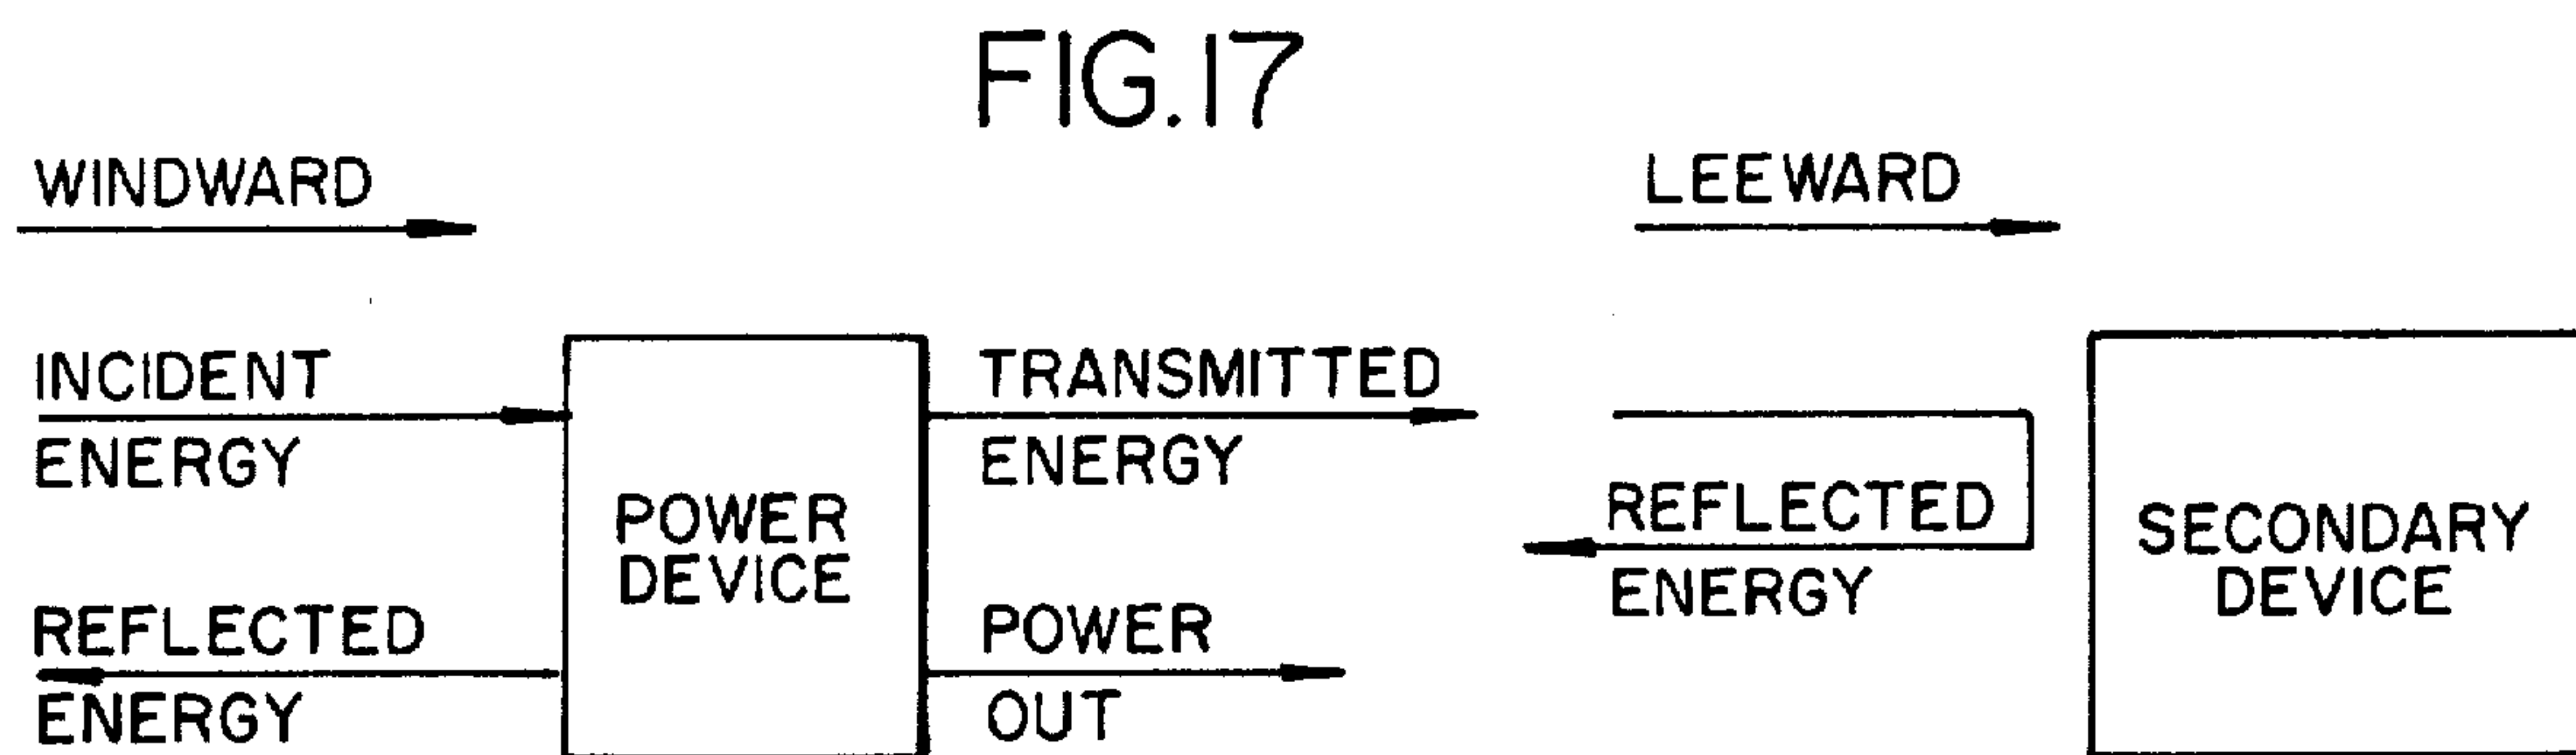 FIG.17
WINDWARD
LEEWARD
INCIDENT
ENERGY
REFLECTED
ENERGY
POWER
DEVICE
TRANSMITTED
ENERGY
POWER
OUT
REFLECTED
ENERGY
SECONDARY
DEVICE